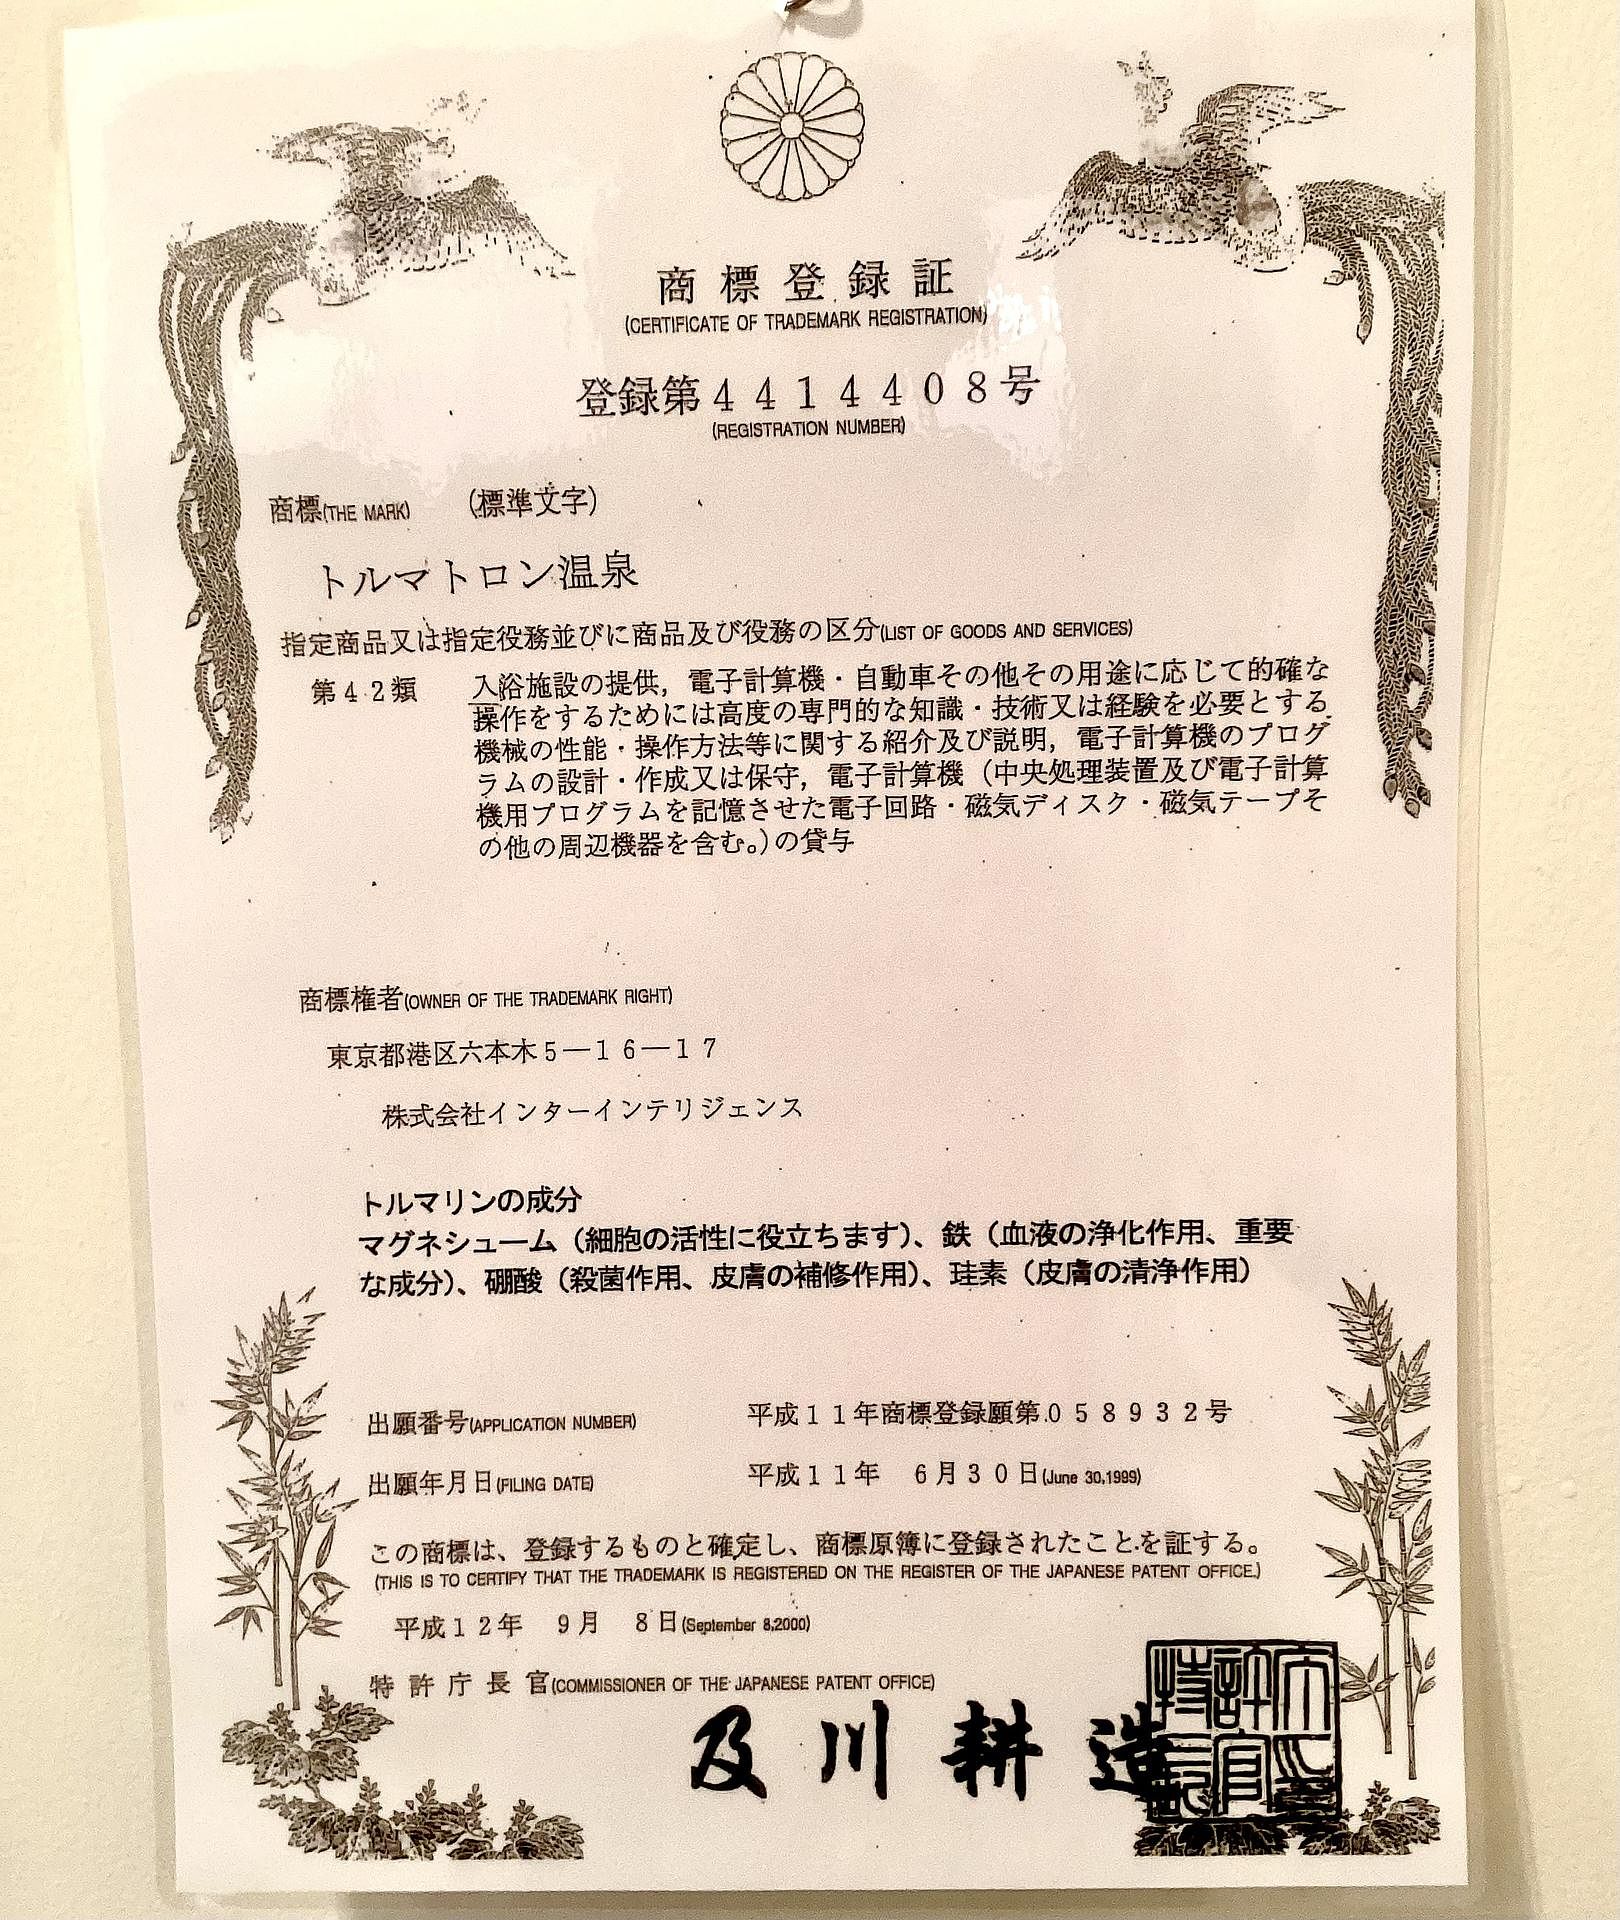 商標登録証
(CERTIFICATE OF TRADEMARK REGISTRATION)
登録第4414408号
(REGISTRATION NUMBER)
商標(THE MARK) (標準文字)
トルマトロン温泉
指定商品又は指定役務並びに商品及び役務の区分(LIST OF GOODS AND SERVICES)
第42類 入浴施設の提供，電子計算機・自動車その他その用途に応じて的確な
操作をするためには高度の専門的な知識・技術又は経験を必要とする
機械の性能・操作方法等に関する紹介及び説明，電子計算機のプログ
ラムの設計・作成又は保守，電子計算機（中央処理装置及び電子計算
機用プログラムを記憶させた電子回路・磁気ディスク・磁気テープそ
の他の周辺機器を含む。）の貸与
商標権者(OWNER OF THE TRADEMARK RIGHT)
東京都港区六本木5―16―17
株式会社インターインテリジェンス
トルマリンの成分
マグネシューム（細胞の活性に役立ちます）、鉄（血液の浄化作用、重要
な成分）、硼酸（殺菌作用、皮膚の補修作用）、珪素（皮膚の清浄作用）
出願番号(APPLICATION NUMBER) 平成11年商標登録願第058932号
出願年月日(FILING DATE) 平成11年 6月30日(June 30,1999)
この商標は、登録するものと確定し、商標原簿に登録されたことを証する。
(THIS IS TO CERTIFY THAT THE TRADEMARK IS REGISTERED ON THE REGISTER OF THE JAPANESE PATENT OFFICE.)
平成12年 9月 8日(September 8,2000)
特許庁長官(COMMISSIONER OF THE JAPANESE PATENT OFFICE)
及川耕造